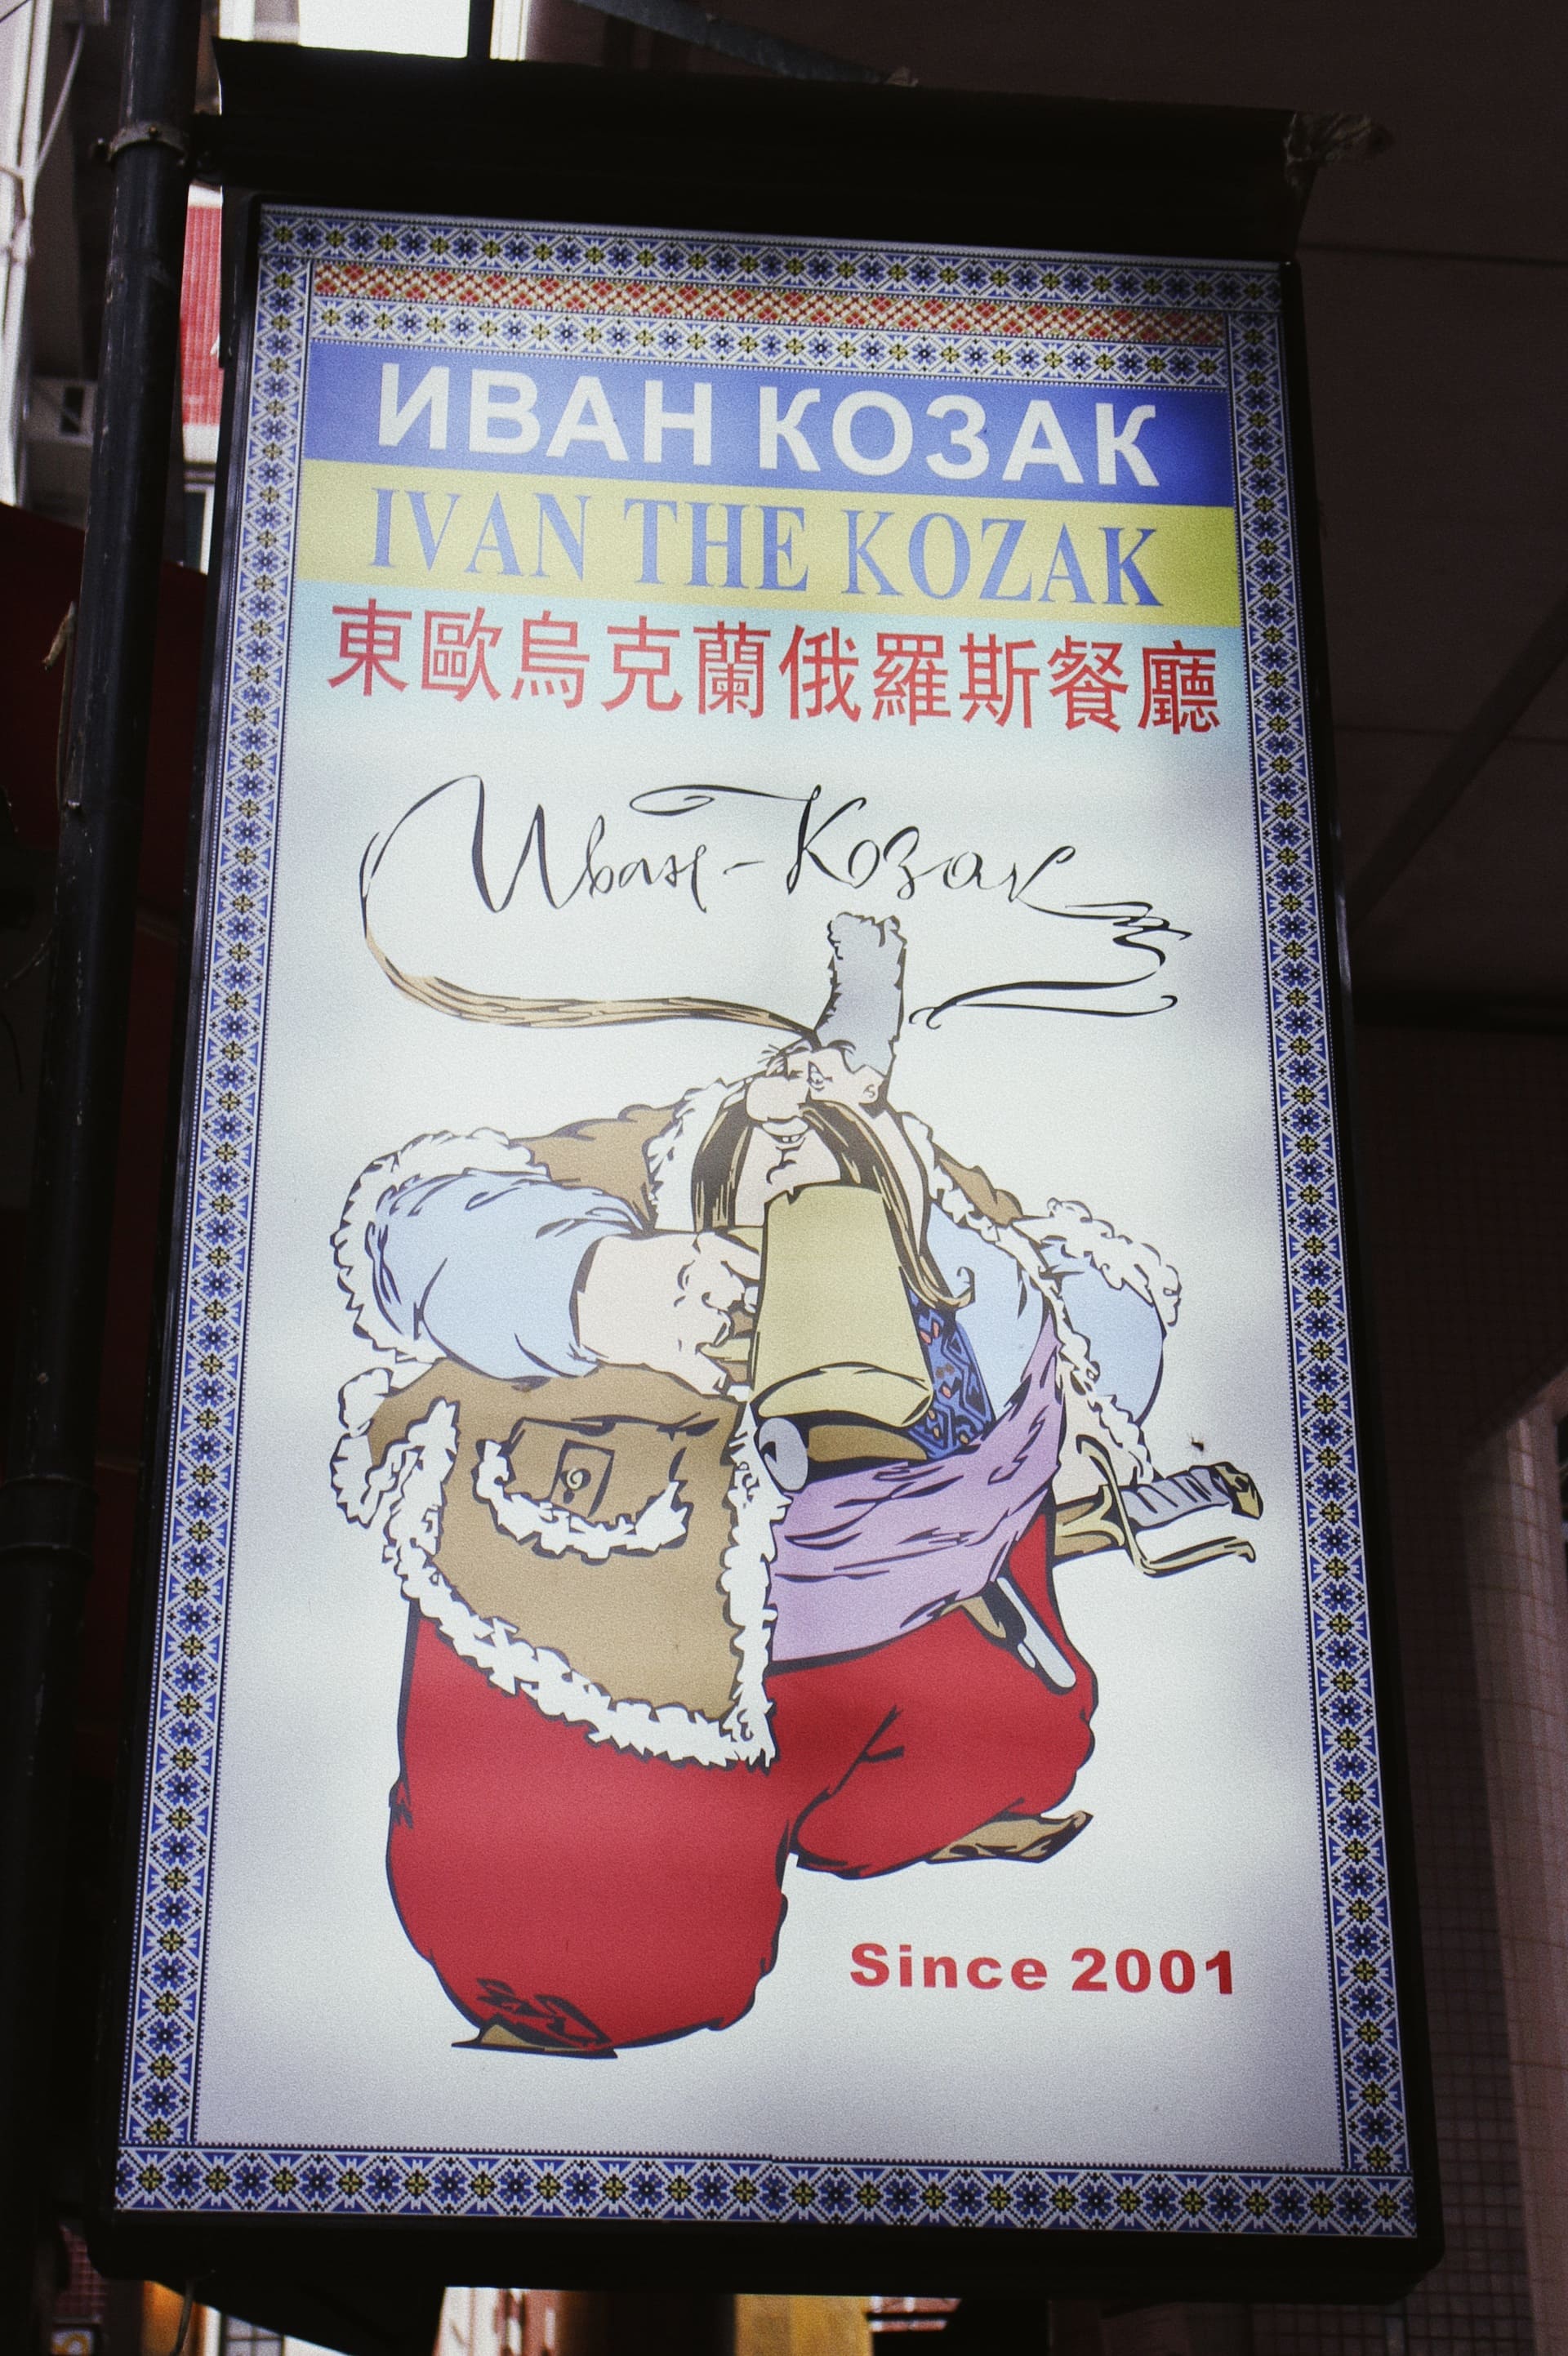 ИВАН КОЗАК
IVAN THE KOZAK
東歐烏克蘭俄羅斯餐廳
Иван-Козак
Since 2001